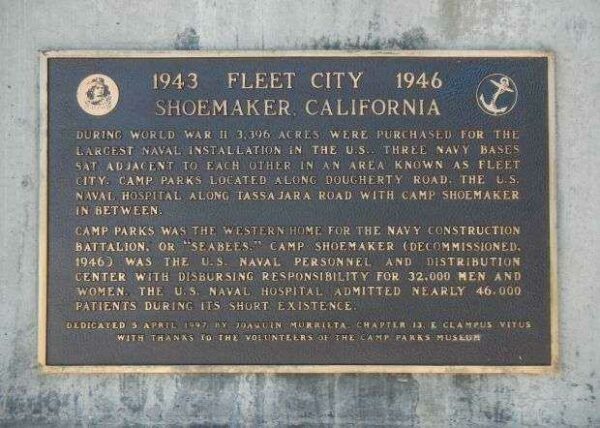 1943 FLEET CITY 1946
SHOEMAKER, CALIFORNIA
DURING WORLD WAR II 3,396 ACRES WERE PURCHASED FOR THE
LARGEST NAVAL INSTALLATION IN THE U.S.. THREE NAVY BASES
SAT ADJACENT TO EACH OTHER IN AN AREA KNOWN AS FLEET
CITY. CAMP PARKS LOCATED ALONG DOUGHERTY ROAD, THE U.S.
NAVAL HOSPITAL ALONG TASSAJARA ROAD WITH CAMP SHOEMAKER
IN BETWEEN.
CAMP PARKS WAS THE WESTERN HOME FOR THE NAVY CONSTRUCTION
BATTALION, OR "SEABEES." CAMP SHOEMAKER (DECOMMISSIONED,
1946) WAS THE U.S. NAVAL PERSONNEL AND DISTRIBUTION
CENTER WITH DISBURSING RESPONSIBILITY FOR 32,000 MEN AND
WOMEN. THE U.S. NAVAL HOSPITAL ADMITTED NEARLY 46,000
PATIENTS DURING ITS SHORT EXISTENCE.
DEDICATED 5 APRIL 1997 BY JOAQUIN MURRIETA, CHAPTER 13, E CLAMPUS VITUS
WITH THANKS TO THE VOLUNTEERS OF THE CAMP PARKS MUSEUM